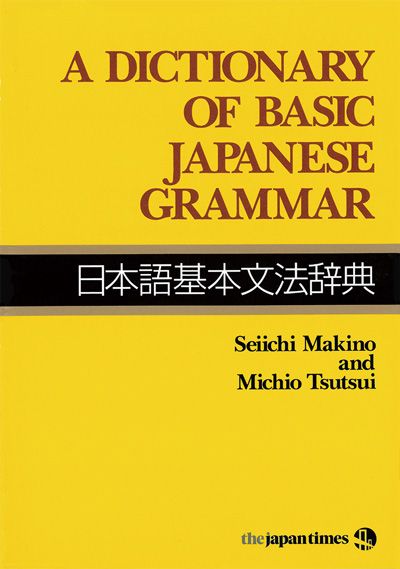 A DICTIONARY
OF BASIC
JAPANESE
GRAMMAR
日本語基本文法辞典
Seiichi Makino
and
Michio Tsutsui
the japan times